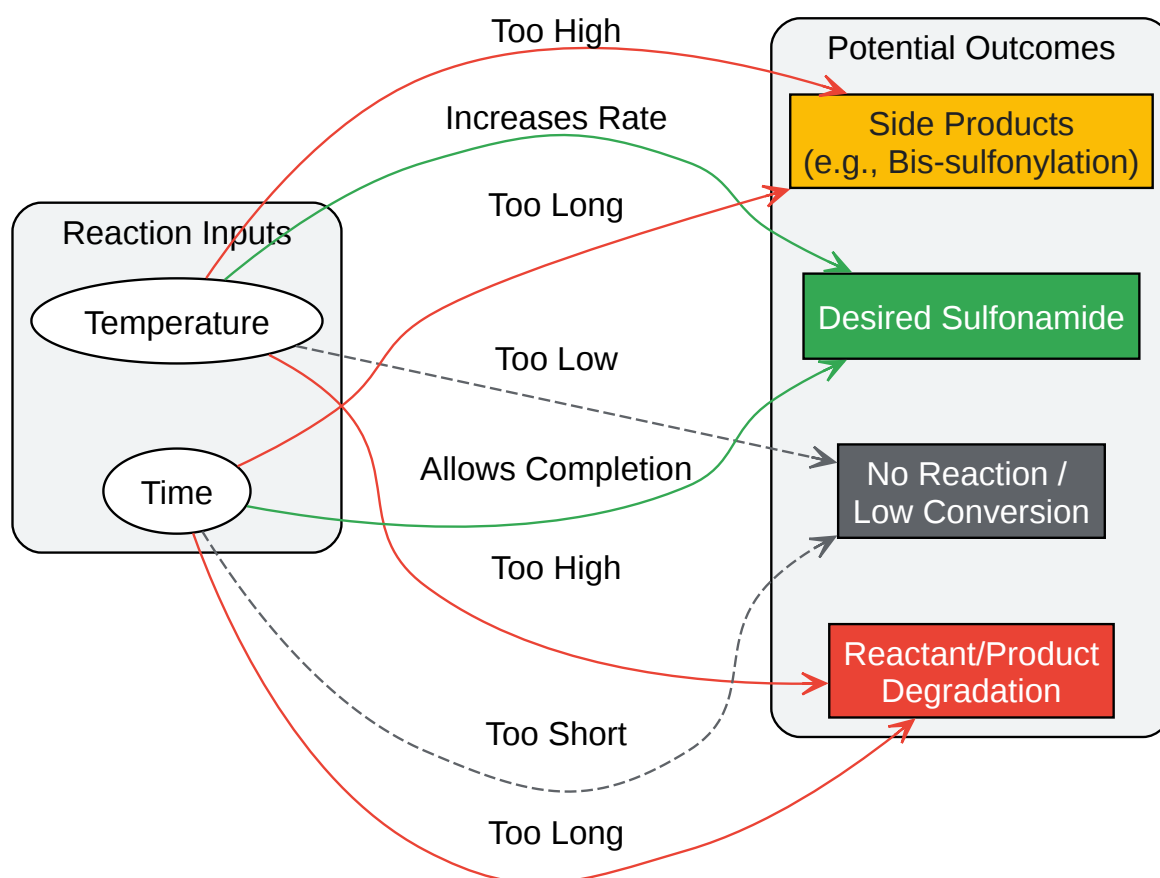 Too High
Potential Outcomes
Increases Rate
Side Products
(e.g., Bis-sulfonylation)
Too Long
Reaction Inputs
Temperature
Desired Sulfonamide
Too Low
Allows Completion
Time
No Reaction /
Low Conversion
Too High
Reactant/Product
Degradation
Too Short
Too Long